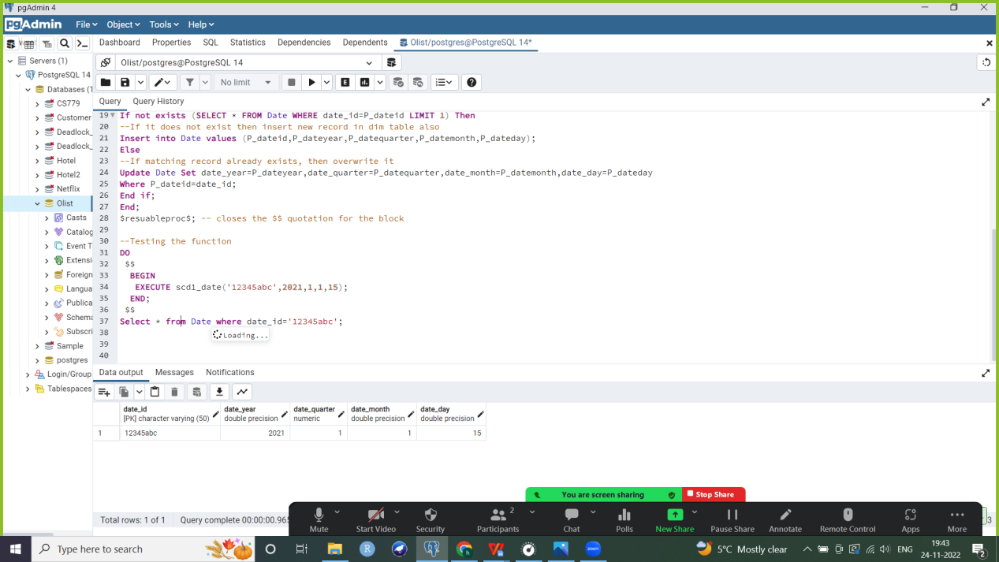 pgAdmin 4
pgAdmin File Object Tools Help
Dashboard Properties SQL Statistics Dependencies Dependents Olist/postgres@PostgreSQL 14*
Servers (1)
PostgreSQL 14
Databases (1
CS779
Customer
Deadlock_
Deadlock_
Hotel
Hotel2
Netflix
Olist
Casts
Catalog
Event T
Extensi
Foreign
Langua
Publica
Schema
Subscri
Sample
postgres
Login/Group
Tablespaces
Olist/postgres@PostgreSQL 14
No limit
Query Query History
19 If not exists (SELECT * FROM Date WHERE date_id=P_dateid LIMIT 1) Then
20 --If it does not exist then insert new record in dim table also
21 Insert into Date values (P_dateid,P_dateyear,P_datequarter,P_datemonth,P_dateday);
22 Else
23 --If matching record already exists, then overwrite it
24 Update Date Set date_year=P_dateyear,date_quarter=P_datequarter,date_month=P_datemonth,date_day=P_dateday
25 Where P_dateid=date_id;
26 End if;
27 End;
28 $resuableproc$; -- closes the $$ quotation for the block
29
30 --Testing the function
31 DO
32 $$
33 BEGIN
34 EXECUTE scd1_date('12345abc',2021,1,1,15);
35 END;
36 $$
37 Select * from Date where date_id='12345abc';
38 Loading...
39
40
Data output Messages Notifications
date_id date_year date_quarter date_month date_day
[PK] character varying (50) double precision numeric double precision double precision
1 12345abc 2021 1 1 15
You are screen sharing Stop Share
Total rows: 1 of 1 Query complete 00:00:00.965
Mute Start Video Security Participants 2 Chat Polls New Share Pause Share Annotate Remote Control Apps More
Type here to search
5°C Mostly clear ENG 19:43
24-11-2022 2